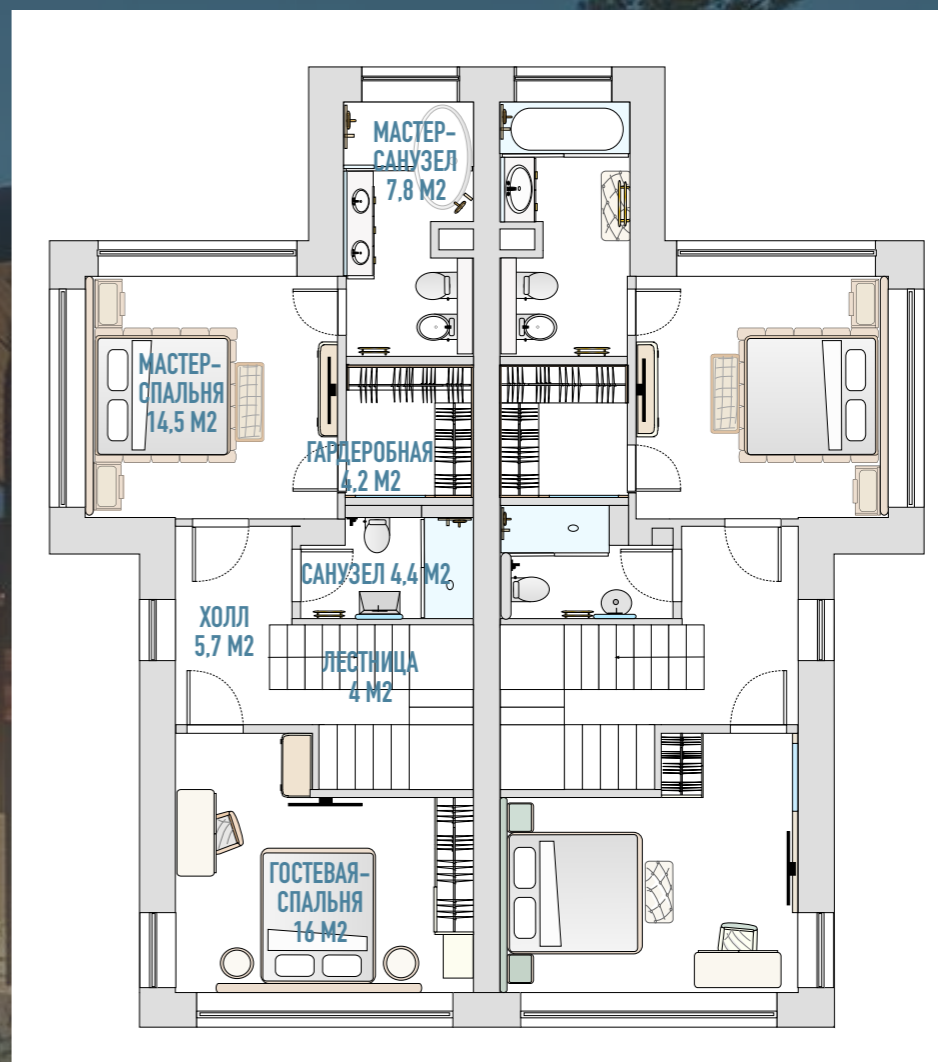 МАСТЕР-
САНУЗЕЛ
7,8 М2
МАСТЕР-
СПАЛЬНЯ
14,5 М2
ГАРДЕРОБНАЯ
4,2 М2
САНУЗЕЛ 4,4 М2
ХОЛЛ
5,7 М2
ЛЕСТНИЦА
4 М2
ГОСТЕВАЯ-
СПАЛЬНЯ
16 М2